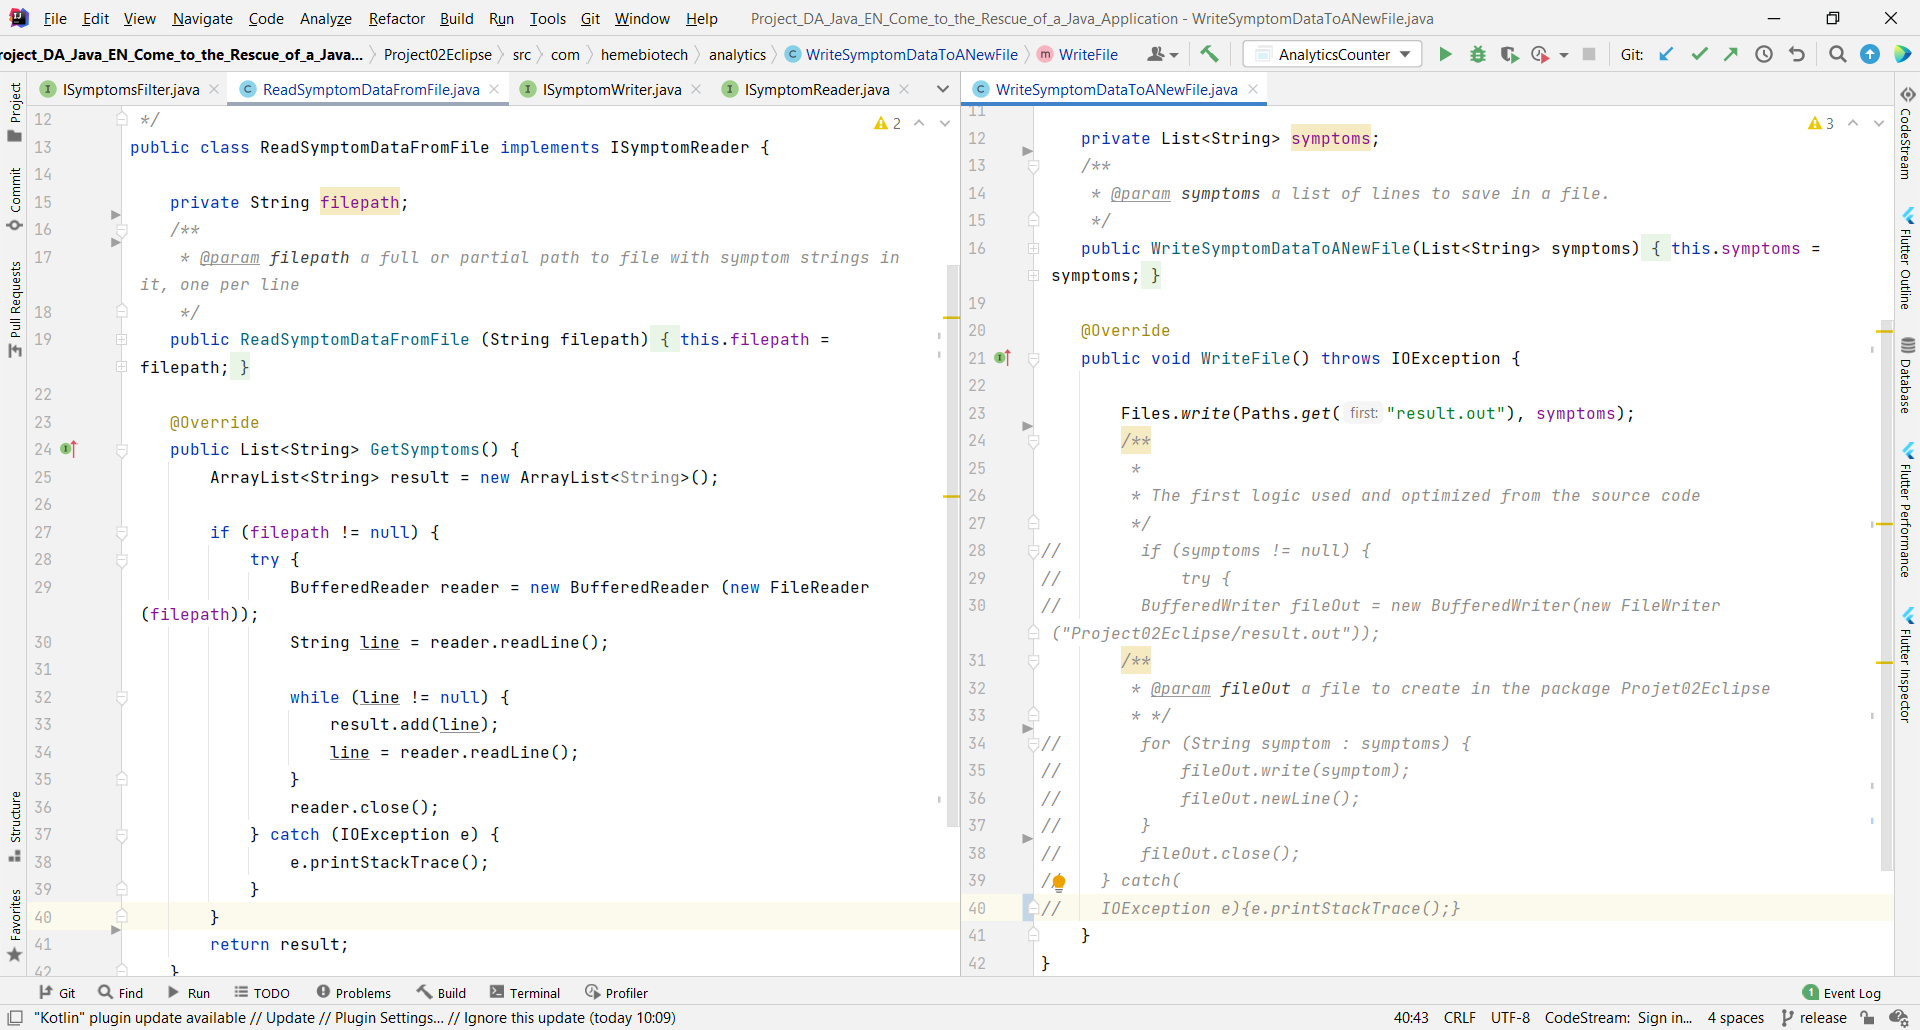 File Edit View Navigate Code Analyze Refactor Build Run Tools Git Window Help Project_DA_Java_EN_Come_to_the_Rescue_of_a_Java_Application - WriteSymptomDataToANewFile.java
roject_DA_Java_EN_Come_to_the_Rescue_of_a_Java... Project02Eclipse src com hemebiotech analytics WriteSymptomDataToANewFile WriteFile AnalyticsCounter Git:
ISymptomsFilter.java ReadSymptomDataFromFile.java ISymptomWriter.java ISymptomReader.java
12 */
13 public class ReadSymptomDataFromFile implements ISymptomReader {
14
15 private String filepath;
16 /**
17 * @param filepath a full or partial path to file with symptom strings in
it, one per line
18 */
19 public ReadSymptomDataFromFile (String filepath) { this.filepath =
filepath; }
22
23 @Override
24 public List<String> GetSymptoms() {
25 ArrayList<String> result = new ArrayList<String>();
26
27 if (filepath != null) {
28 try {
29 BufferedReader reader = new BufferedReader (new FileReader
(filepath));
30 String line = reader.readLine();
31
32 while (line != null) {
33 result.add(line);
34 line = reader.readLine();
35 }
36 reader.close();
37 } catch (IOException e) {
38 e.printStackTrace();
39 }
40 }
41 return result;
42 }
2
WriteSymptomDataToANewFile.java
11
12 private List<String> symptoms;
13 /**
14 * @param symptoms a list of lines to save in a file.
15 */
16 public WriteSymptomDataToANewFile(List<String> symptoms) { this.symptoms =
symptoms; }
19
20 @Override
21 public void WriteFile() throws IOException {
22
23 Files.write(Paths.get( first: "result.out"), symptoms);
24 /**
25 *
26 * The first logic used and optimized from the source code
27 */
28 // if (symptoms != null) {
29 // try {
30 // BufferedWriter fileOut = new BufferedWriter(new FileWriter
("Project02Eclipse/result.out"));
31 /**
32 * @param fileOut a file to create in the package Projet02Eclipse
33 * */
34 // for (String symptom : symptoms) {
35 // fileOut.write(symptom);
36 // fileOut.newLine();
37 // }
38 // fileOut.close();
39 // } catch(
40 // IOException e){e.printStackTrace();}
41 }
42 }
3
Project
Commit
Pull Requests
Structure
Favorites
CodeStream
Flutter Outline
Database
Flutter Performance
Flutter Inspector
Git Find Run TODO Problems Build Terminal Profiler 1 Event Log
"Kotlin" plugin update available // Update // Plugin Settings... // Ignore this update (today 10:09) 40:43 CRLF UTF-8 CodeStream: Sign in... 4 spaces release